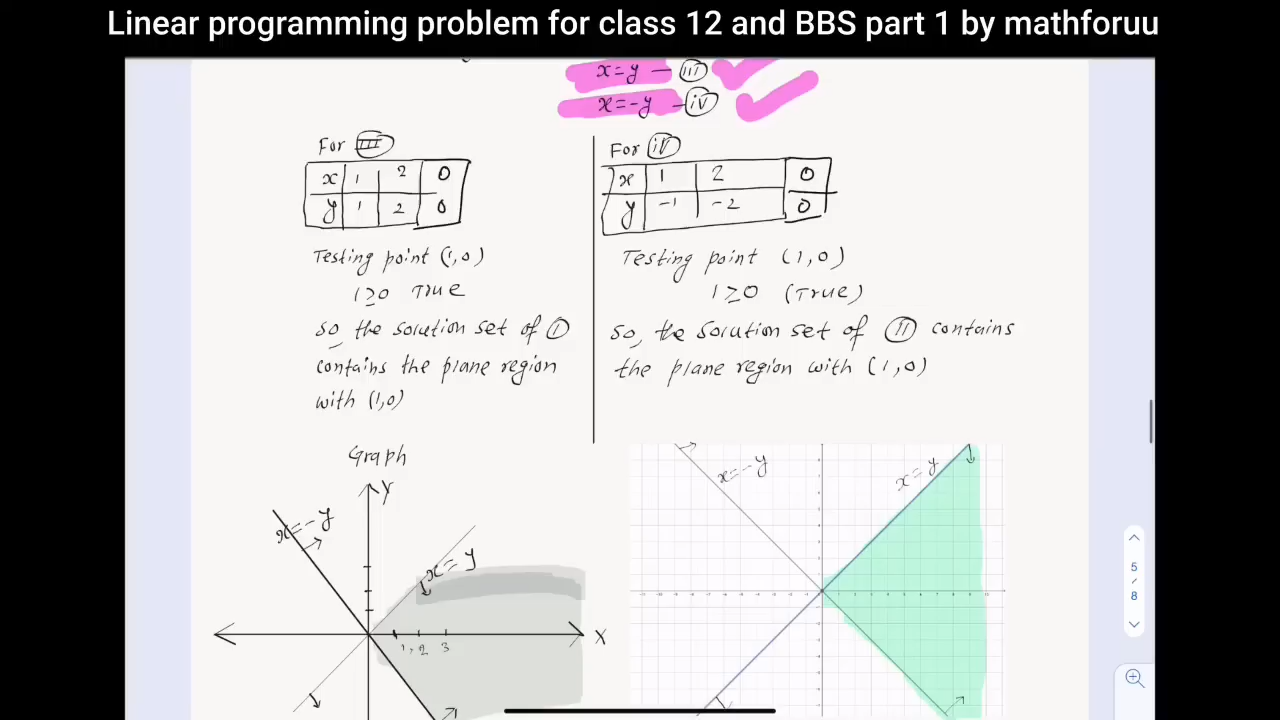 Linear programming problem for class 12 and BBS part 1 by mathforuu
x = y — (III)
x = -y — (iv)
For (III)
x 1 2 0
y 1 2 0
Testing point (1,0)
1 ≥ 0 True
So, the solution set of (I)
contains the plane region
with (1,0)
For (iv)
x 1 2 0
y -1 -2 0
Testing point (1,0)
1 ≥ 0 (True)
So, the solution set of (II) contains
the plane region with (1,0)
Graph
Y
x = -y
x = y
X
1, 2 3
x = -y
x = y
5
/
8